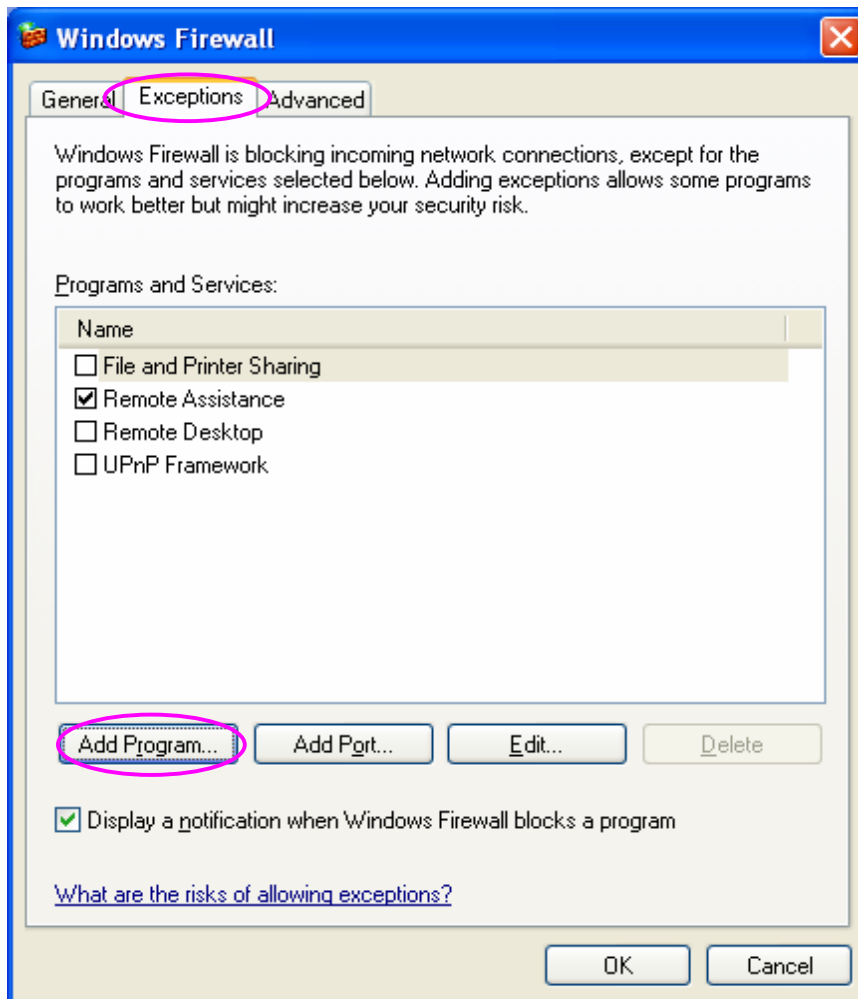 Windows Firewall
General Exceptions Advanced
Windows Firewall is blocking incoming network connections, except for the
programs and services selected below. Adding exceptions allows some programs
to work better but might increase your security risk.
Programs and Services:
Name
File and Printer Sharing
Remote Assistance
Remote Desktop
UPnP Framework
Add Program... Add Port... Edit... Delete
Display a notification when Windows Firewall blocks a program
What are the risks of allowing exceptions?
OK Cancel